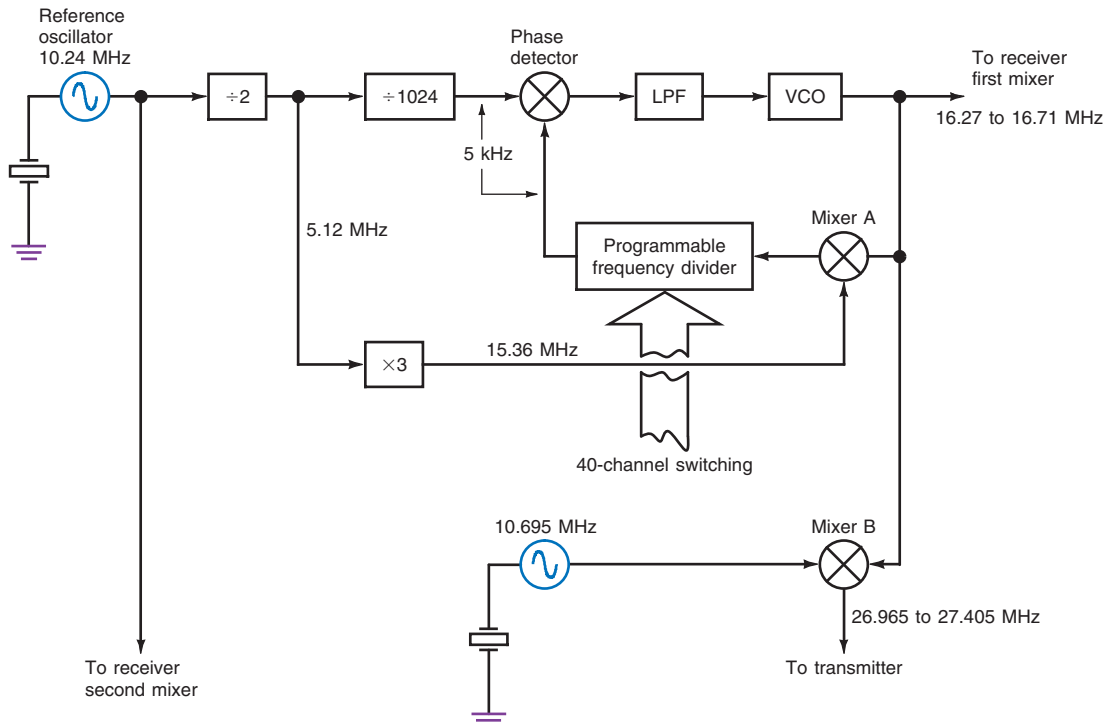 Reference
oscillator
10.24 MHz
Phase
detector
To receiver
first mixer
÷2
÷1024
LPF
VCO
16.27 to 16.71 MHz
5 kHz
5.12 MHz
Mixer A
Programmable
frequency divider
15.36 MHz
×3
40-channel switching
10.695 MHz
Mixer B
26.965 to 27.405 MHz
To receiver
second mixer
To transmitter